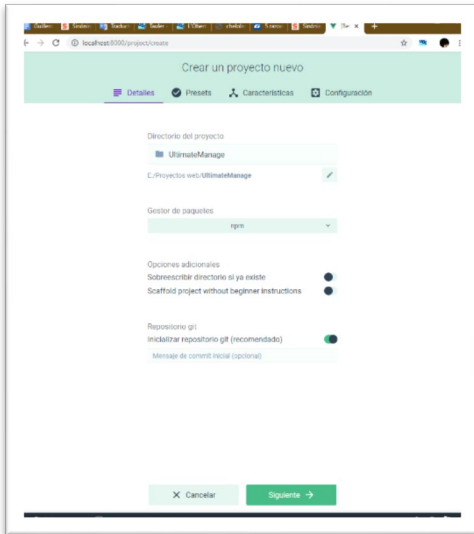 localhost:8000/project/create
Crear un proyecto nuevo
Detalles Presets Características Configuración
Directorio del proyecto
UltimateManage
E:/Proyectos web/UltimateManage
Gestor de paquetes
npm
Opciones adicionales
Sobreescribir directorio si ya existe
Scaffold project without beginner instructions
Repositorio git
Inicializar repositorio git (recomendado)
Mensaje de commit inicial (opcional)
Cancelar Siguiente